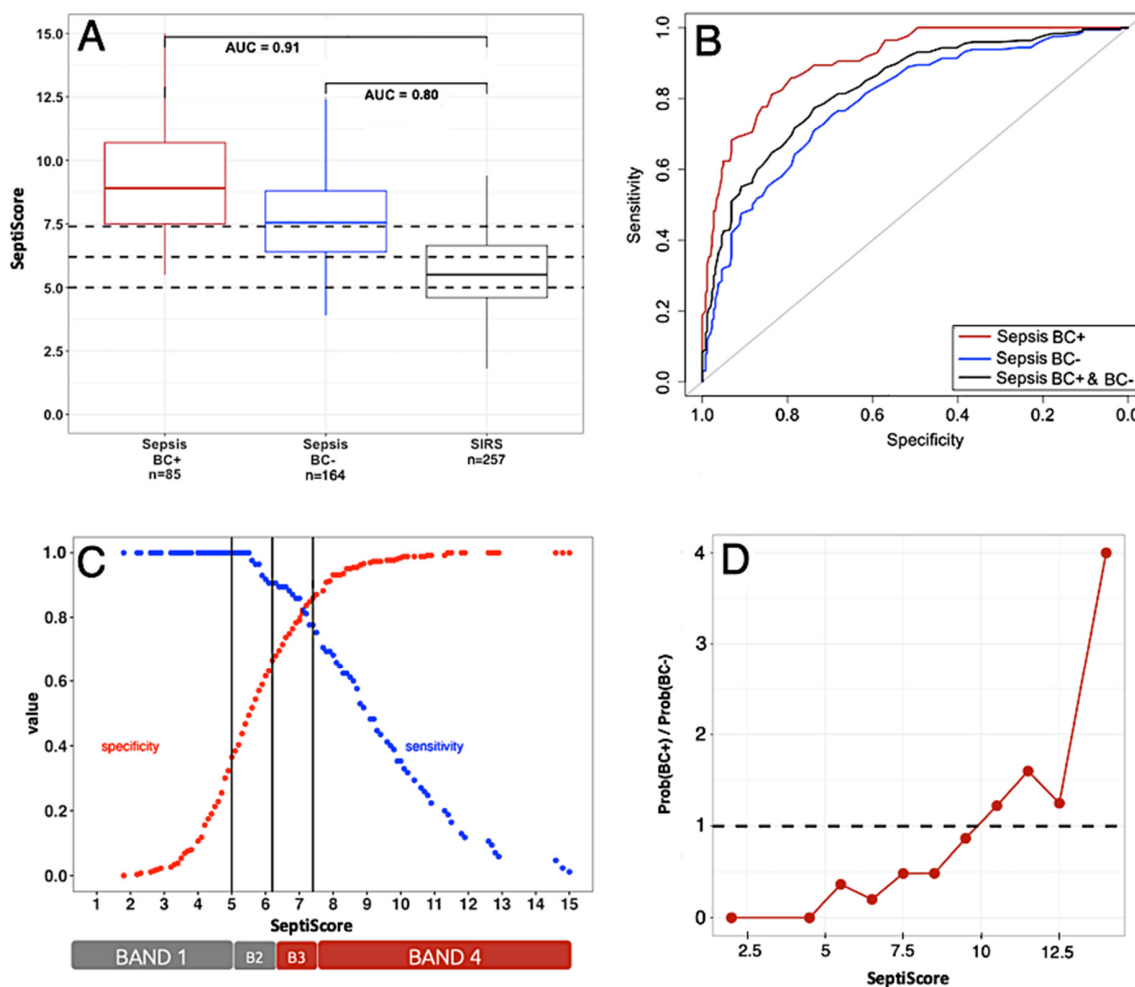 A
AUC = 0.91
AUC = 0.80
SeptiScore
15.0
12.5
10.0
7.5
5.0
2.5
0.0
Sepsis BC+ n=85
Sepsis BC- n=164
SIRS n=257
B
Sensitivity
1.0
0.8
0.6
0.4
0.2
0.0
Sepsis BC+
Sepsis BC-
Sepsis BC+ & BC-
1.0 0.8 0.6 0.4 0.2 0.0
Specificity
C
value
1.0
0.8
0.6
0.4
0.2
0.0
specificity
sensitivity
1 2 3 4 5 6 7 8 9 10 11 12 13 14 15
SeptiScore
BAND 1 B2 B3 BAND 4
D
Prob(BC+) / Prob(BC-)
4
3
2
1
0
2.5 5 7.5 10 12.5
SeptiScore